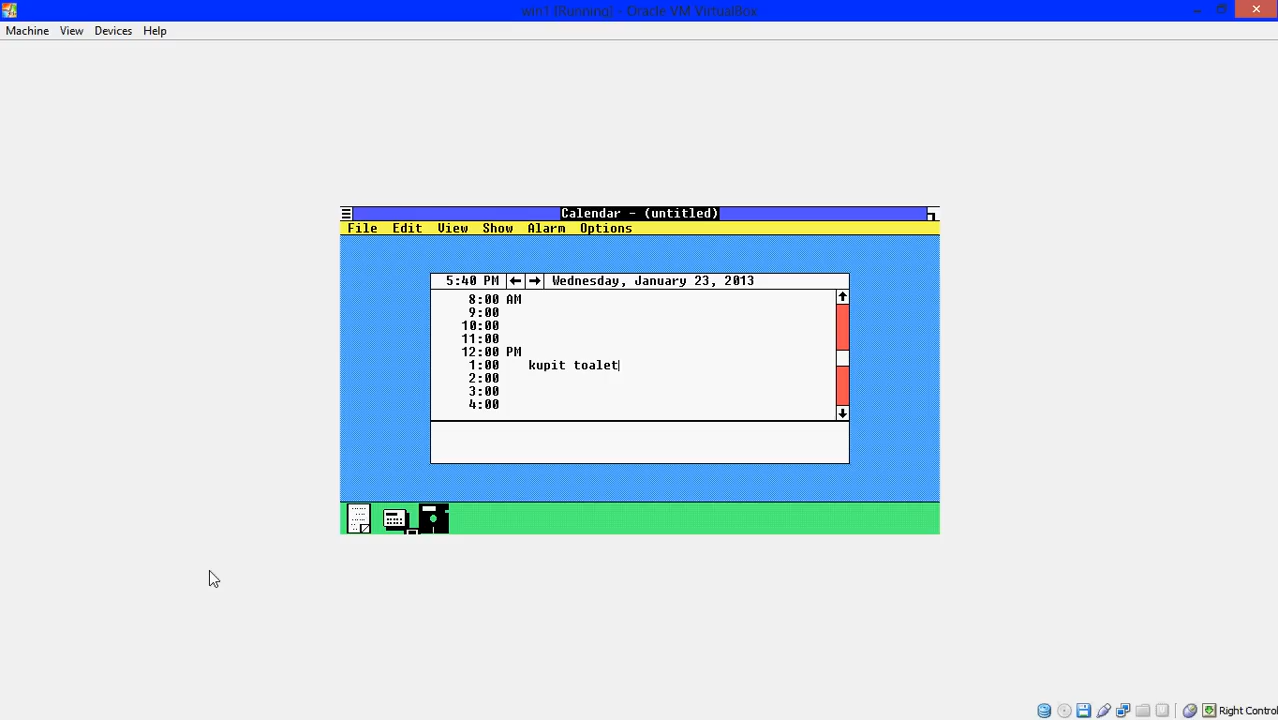 win1 [Running] - Oracle VM VirtualBox
Machine View Devices Help
Calendar - (untitled)
File Edit View Show Alarm Options
5:40 PM Wednesday, January 23, 2013
8:00 AM
9:00
10:00
11:00
12:00 PM
1:00 kupit toalet
2:00
3:00
4:00
Right Control